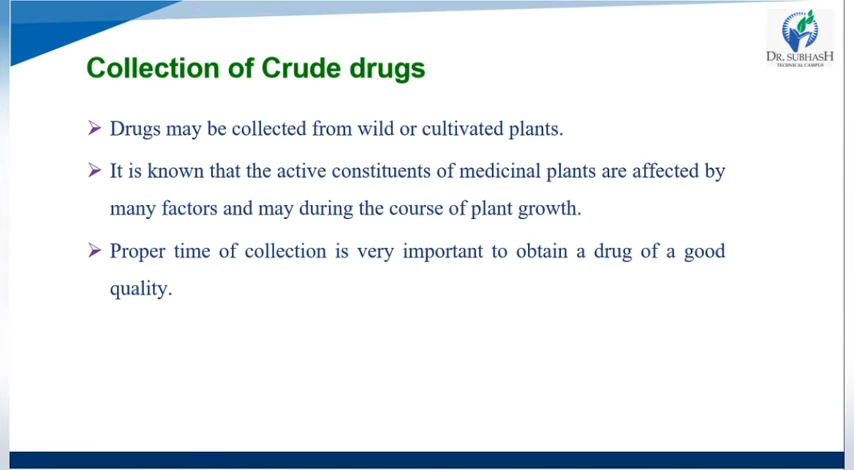 DR. SUBHASH
TECHNICAL CAMPUS
Collection of Crude drugs
Drugs may be collected from wild or cultivated plants.
It is known that the active constituents of medicinal plants are affected by
many factors and may during the course of plant growth.
Proper time of collection is very important to obtain a drug of a good
quality.